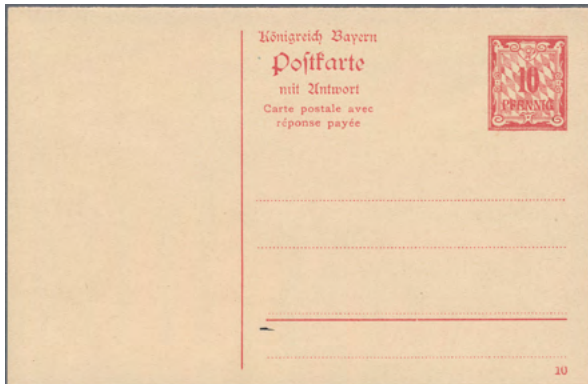 Königreich Bayern
Postkarte
mit Antwort
Carte postale avec
réponse payée
10
PFENNIG
10